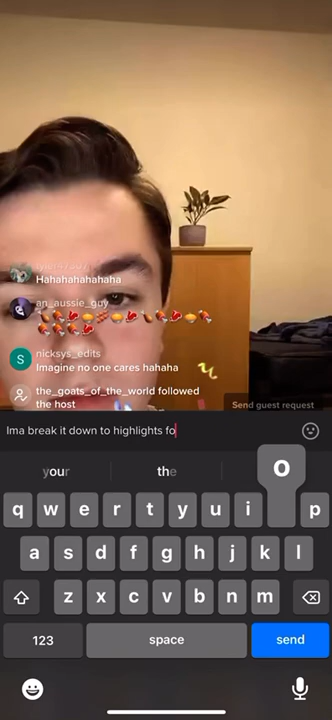 Hahahahahahaha
an_aussie_guy
nicksys_edits
Imagine no one cares hahaha
the_goats_of_the_world followed
the host
Send guest request
Ima break it down to highlights fo
your
the
o
q w e r t y u i p
a s d f g h j k l
z x c v b n m
123 space send